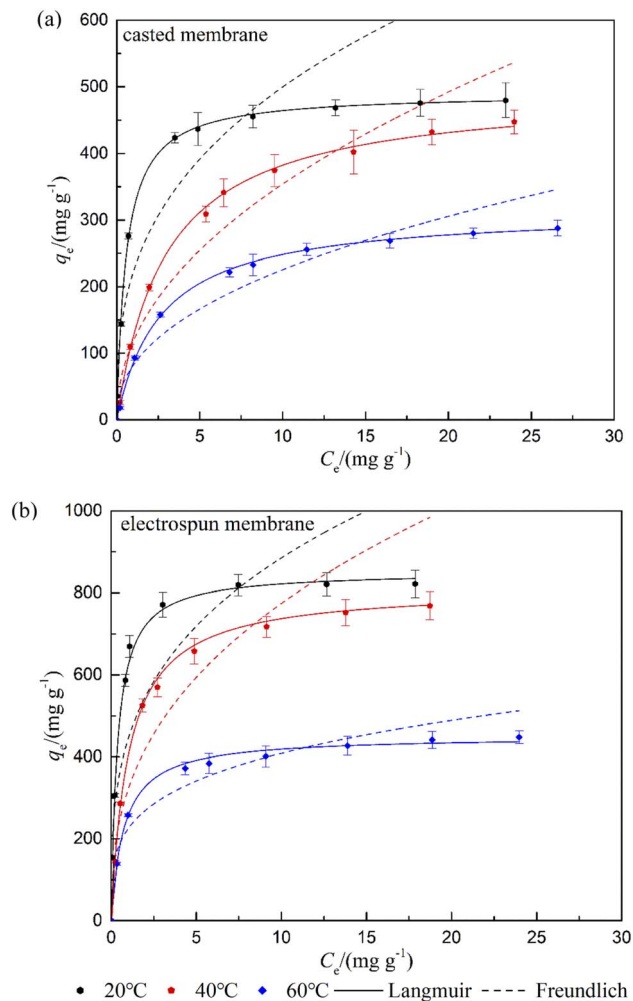 (a)
casted membrane
600
500
400
300
200
100
0
qe/(mg g-1)
0 5 10 15 20 25 30
Ce/(mg g-1)
(b)
electrospun membrane
1000
800
600
400
200
0
qe/(mg g-1)
0 5 10 15 20 25 30
Ce/(mg g-1)
20°C 40°C 60°C Langmuir Freundlich